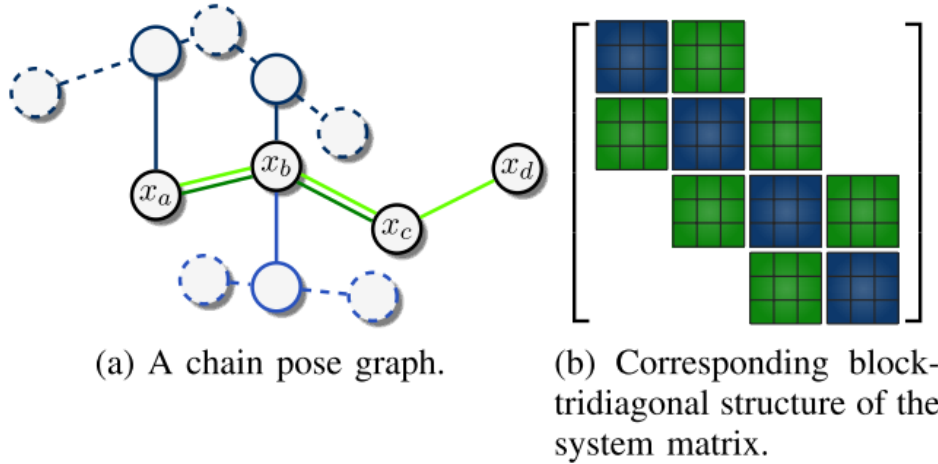 x_a
x_b
x_c
x_d
(a) A chain pose graph.
(b) Corresponding block-
tridiagonal structure of the
system matrix.